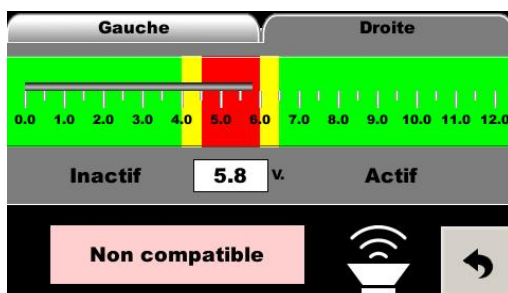 Gauche Droite
0.0 1.0 2.0 3.0 4.0 5.0 6.0 7.0 8.0 9.0 10.0 11.0 12.0
Inactif 5.8 V. Actif
Non compatible